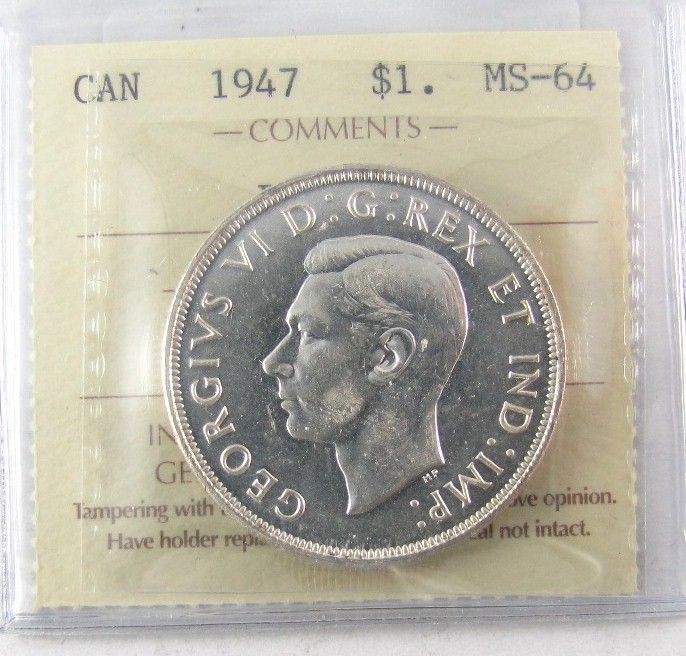 CAN 1947 $1. MS-64
— COMMENTS —
GEORGIVS VI D:G:REX ET IND:IMP:
HP
IN
GE
Tampering with ve opinion.
Have holder repl al not intact.